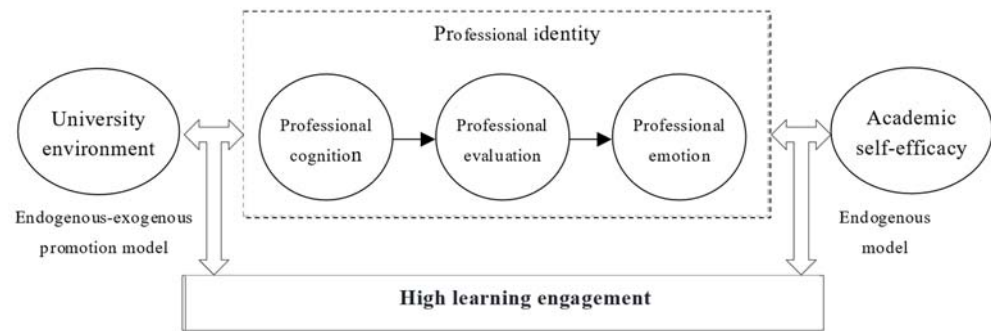 Professional identity
University
environment
Professional
cognition
Professional
evaluation
Professional
emotion
Academic
self-efficacy
Endogenous-exogenous
promotion model
Endogenous
model
High learning engagement